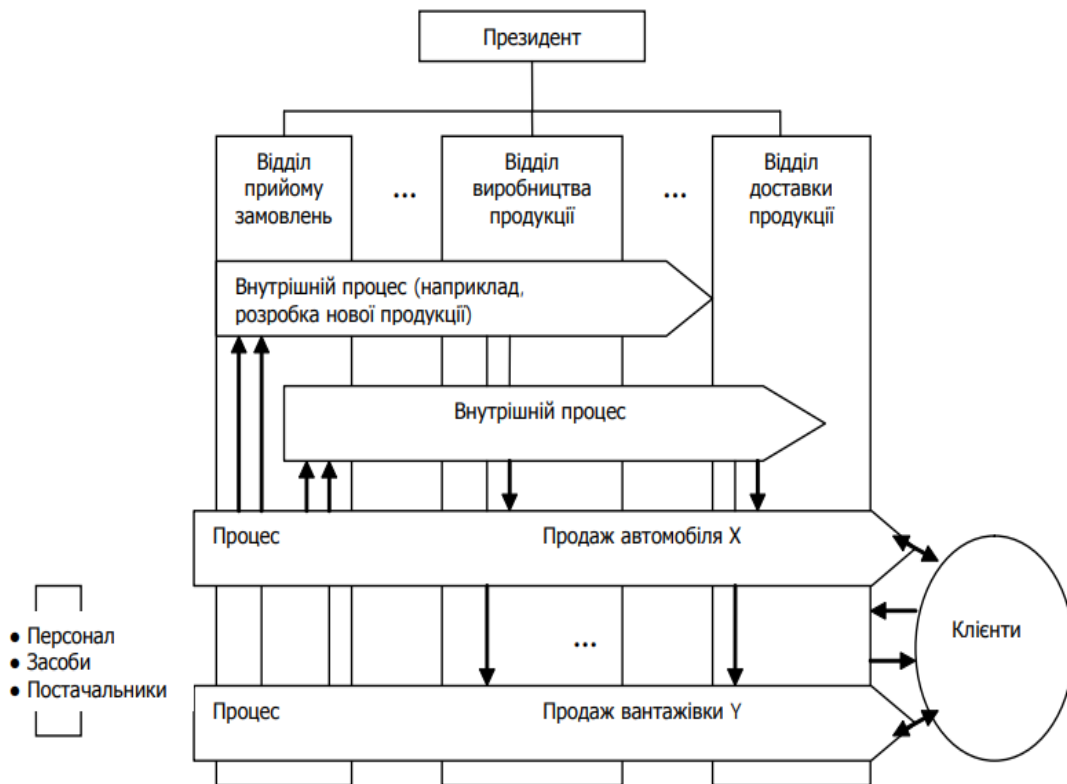 Президент
Відділ
прийому
замовлень
...
Відділ
виробництва
продукції
...
Відділ
доставки
продукції
Внутрішній процес (наприклад,
розробка нової продукції)
Внутрішній процес
Процес
Продаж автомобіля X
● Персонал
● Засоби
● Постачальники
...
Клієнти
Процес
Продаж вантажівки Y